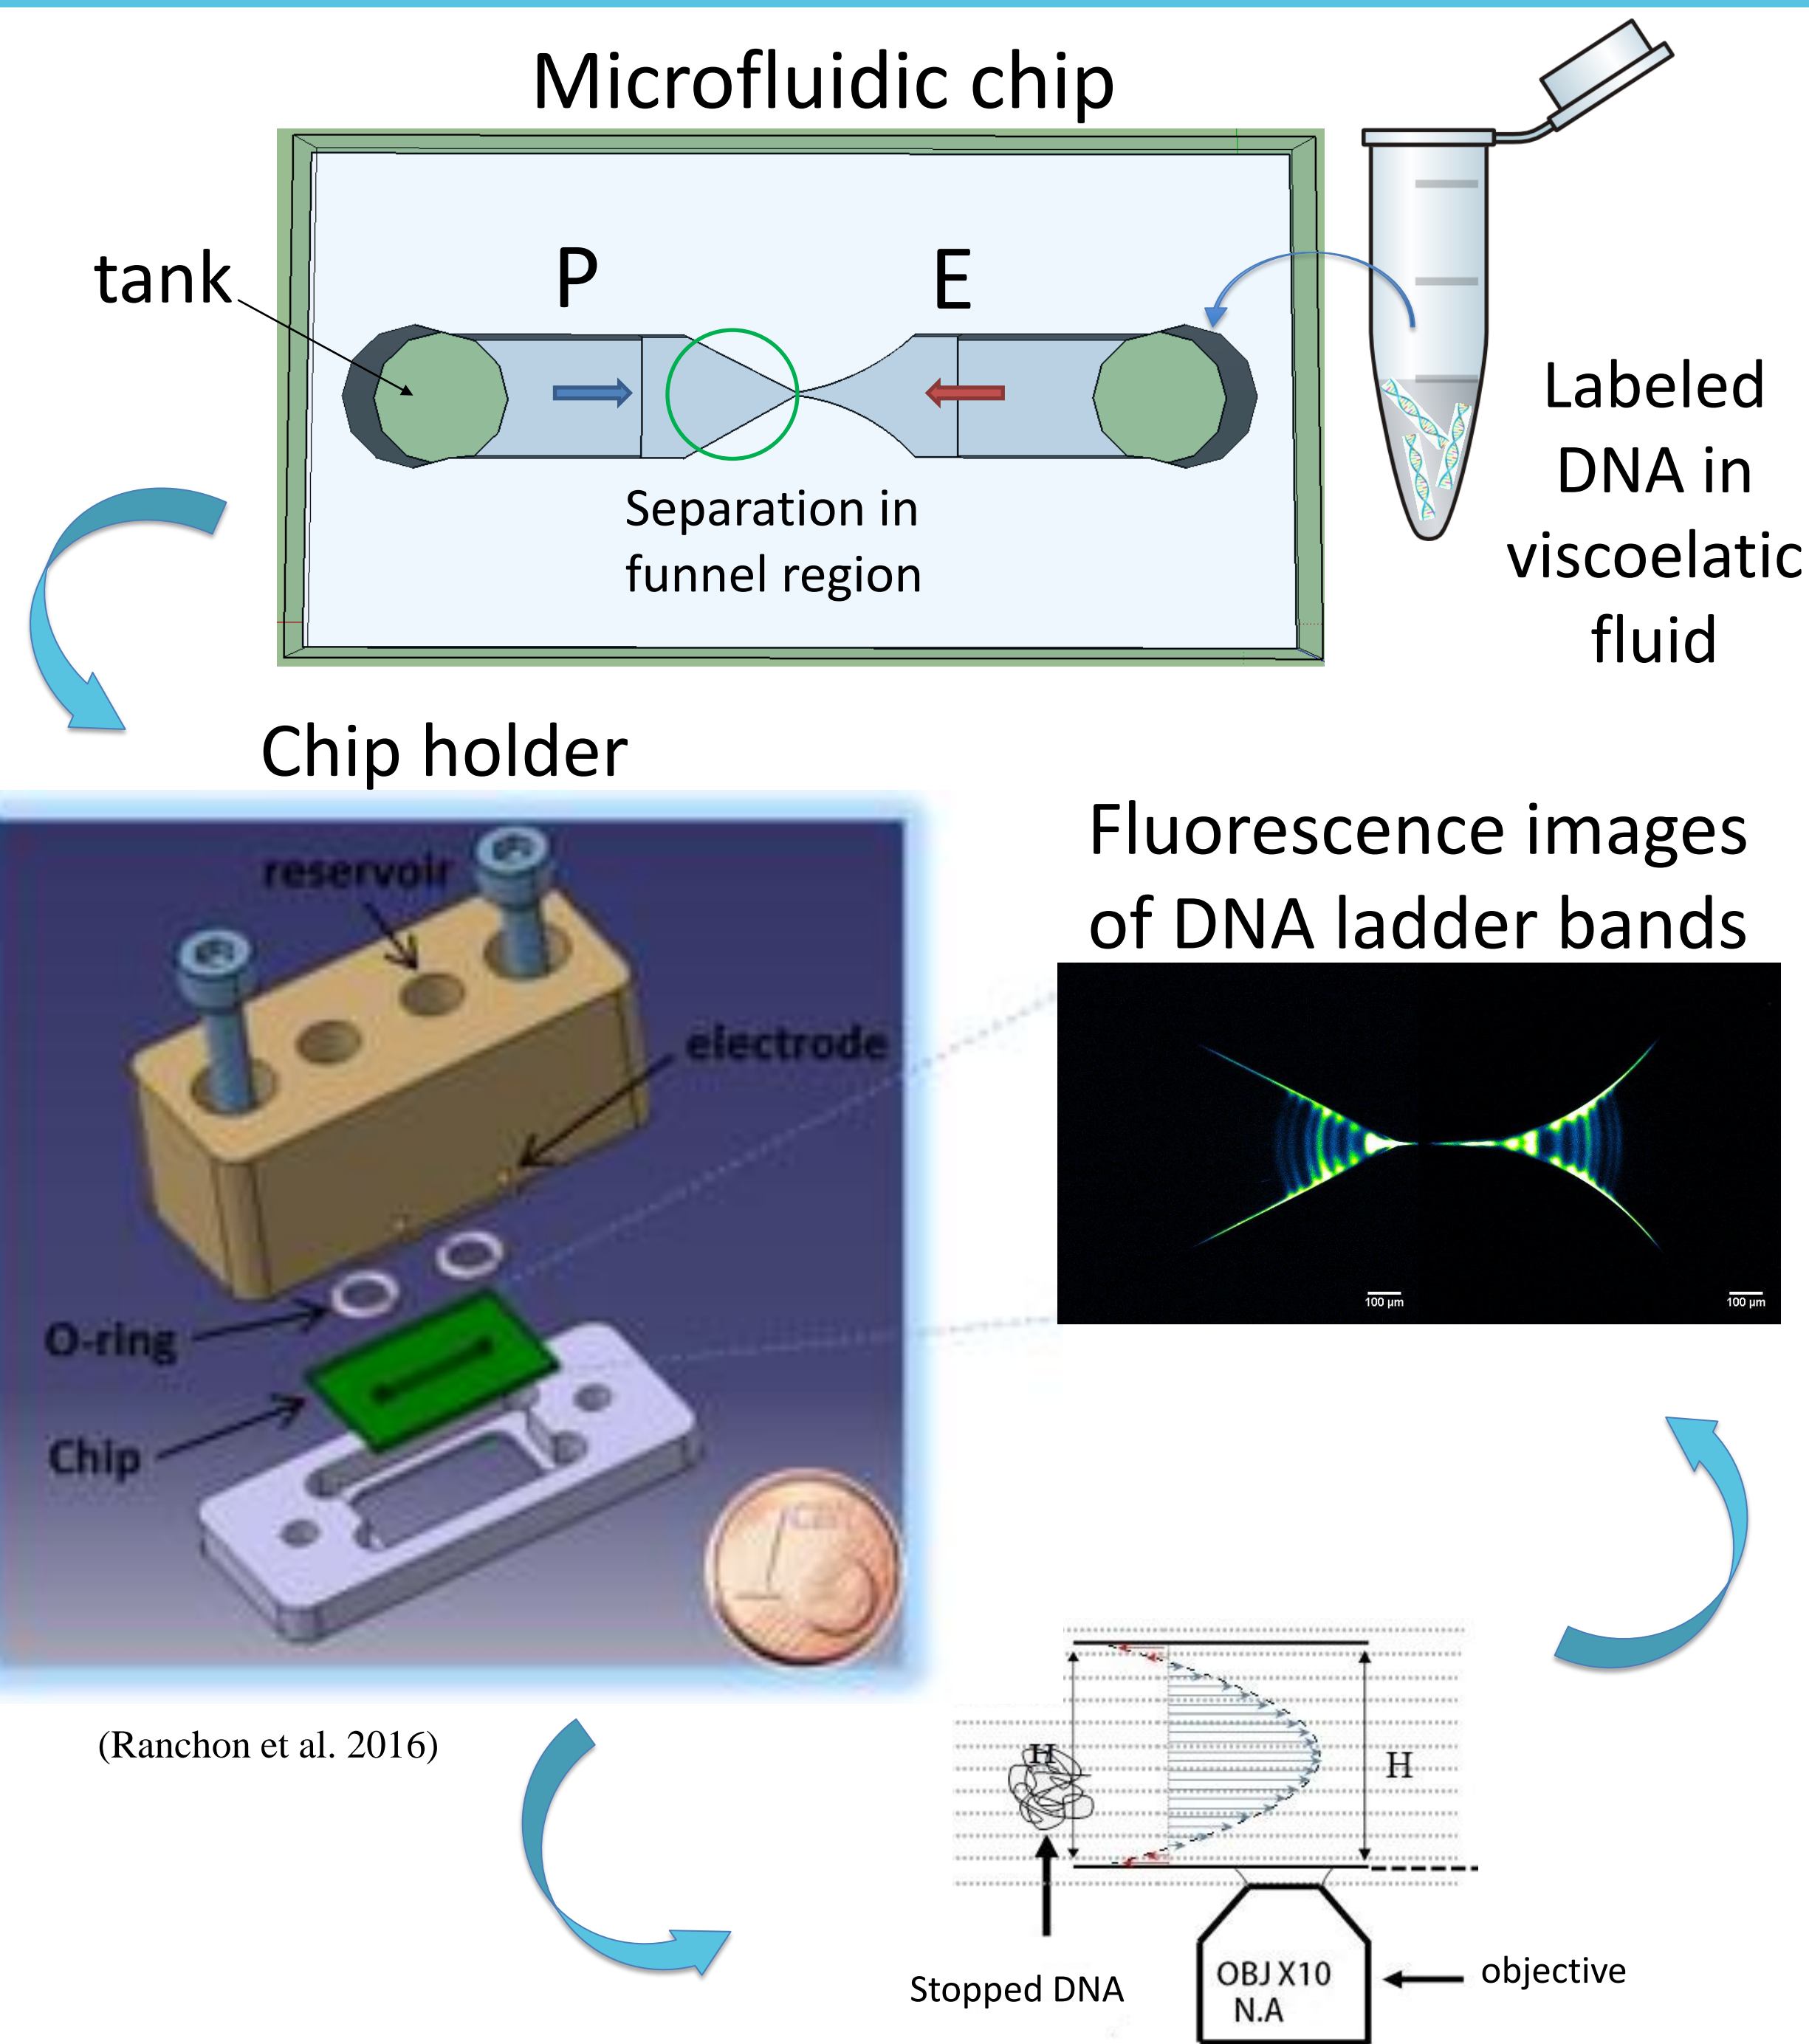 Microfluidic chip
tank
P
E
Separation in
funnel region
Labeled
DNA in
viscoelatic
fluid
Chip holder
reservoir
electrode
O-ring
Chip
(Ranchon et al. 2016)
Fluorescence images
of DNA ladder bands
100 µm
100 µm
H
H
Stopped DNA
OBJ X10
N.A
objective